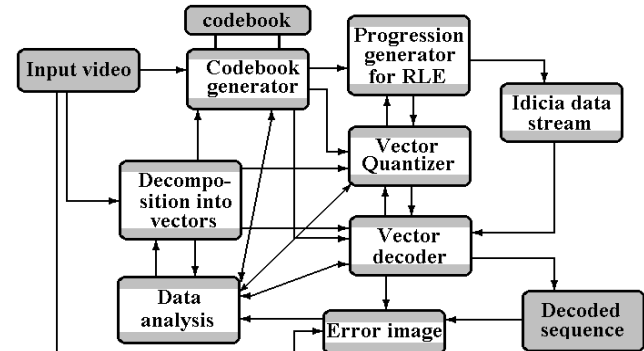 codebook
Input video
Codebook
generator
Progression
generator
for RLE
Idicia data
stream
Vector
Quantizer
Decompo-
sition into
vectors
Vector
decoder
Data
analysis
Error image
Decoded
sequence